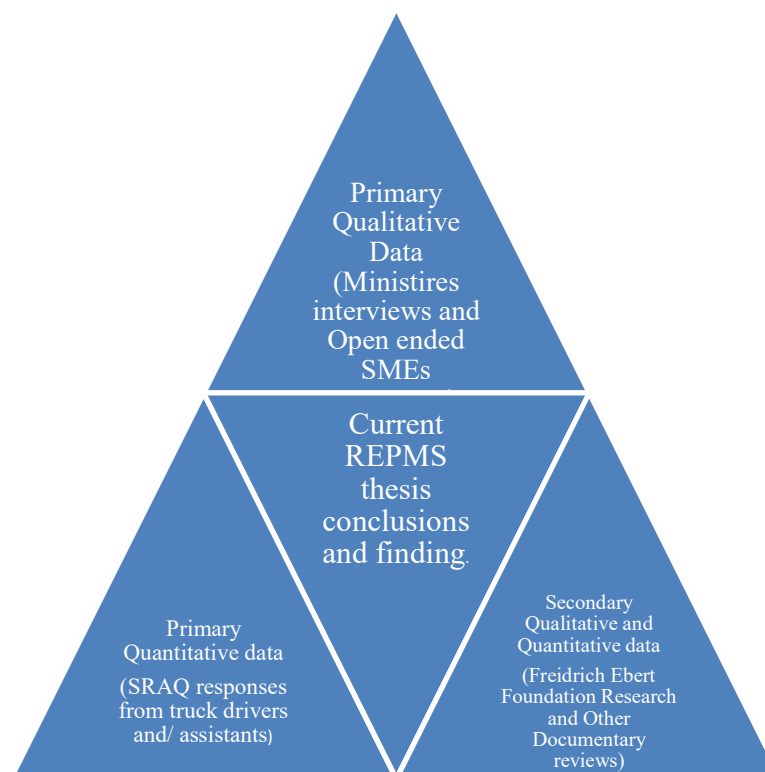 Primary
Qualitative
Data
(Ministires
interviews and
Open ended
SMEs
Current
REPMS
thesis
conclusions
and finding.
Primary
Quantitative data
(SRAQ responses
from truck drivers
and/ assistants)
Secondary
Qualitative and
Quantitative data
(Freidrich Ebert
Foundation Research
and Other
Documentary
reviews)